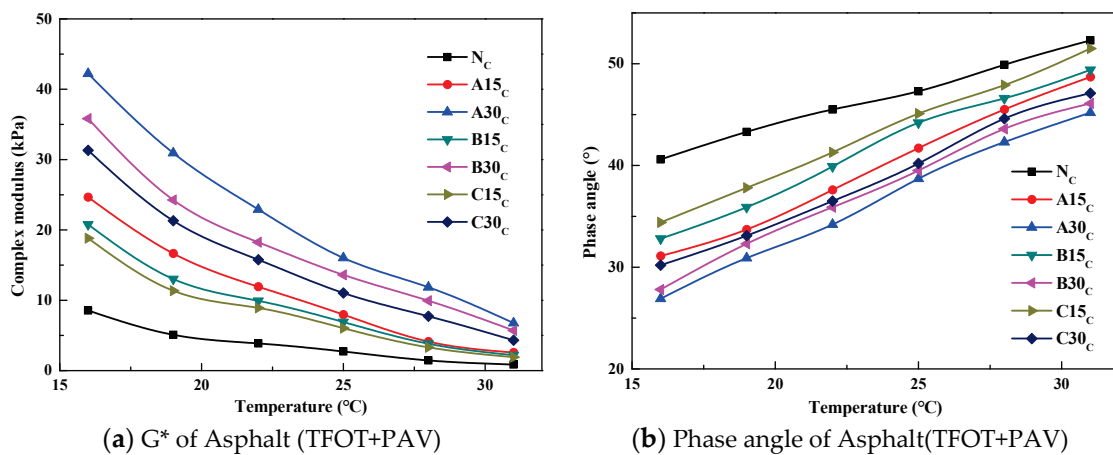 50
40
30
20
10
0
Complex modulus (kPa)
N_C
A15_C
A30_C
B15_C
B30_C
C15_C
C30_C
15
20
25
30
Temperature (°C)
(a) G* of Asphalt (TFOT+PAV)
50°
40°
30°
20°
Phase angle (°)
N_C
A15_C
A30_C
B15_C
B30_C
C15_C
C30_C
15
20
25
30
Temperature (°C)
(b) Phase angle of Asphalt(TFOT+PAV)